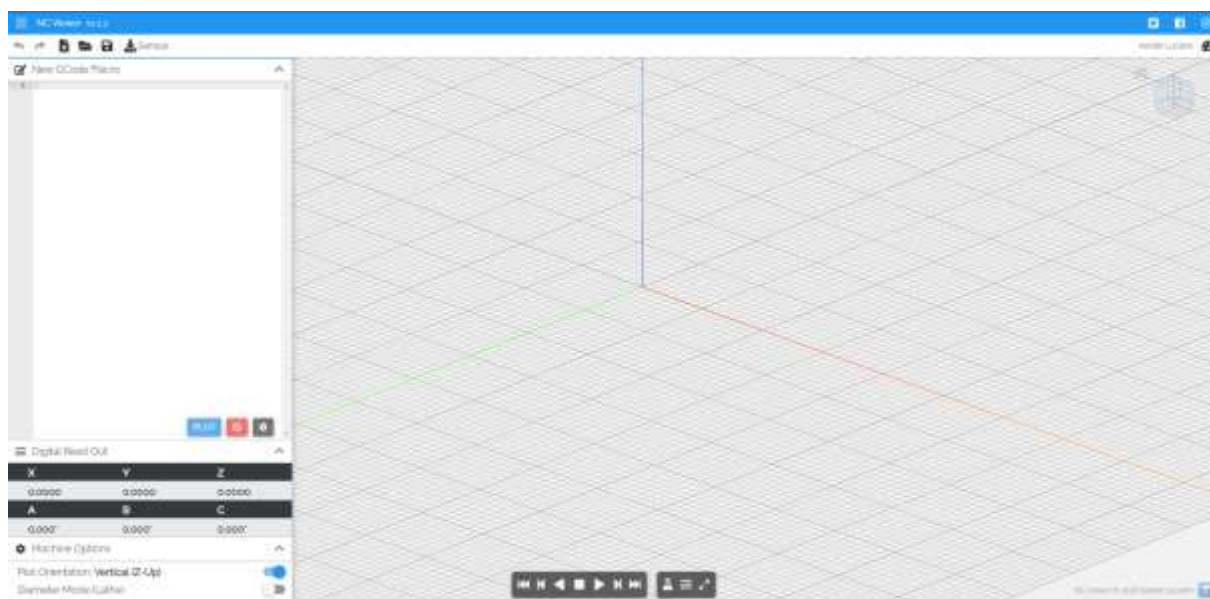 NC Viewer
New GCode File.nc
PLOT
Digital Read Out
X Y Z
0.0000 0.0000 0.0000
A B C
0.000° 0.000° 0.000°
Machine Options
Plot Orientation: Vertical (Z-Up)
Diameter Mode (Lathe)